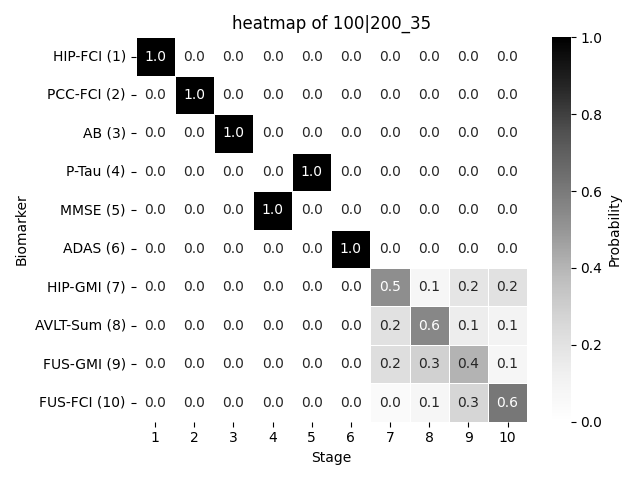 heatmap of 100|200_35
HIP-FCI (1) 1.0 0.0 0.0 0.0 0.0 0.0 0.0 0.0 0.0 0.0
PCC-FCI (2) 0.0 1.0 0.0 0.0 0.0 0.0 0.0 0.0 0.0 0.0
AB (3) 0.0 0.0 1.0 0.0 0.0 0.0 0.0 0.0 0.0 0.0
P-Tau (4) 0.0 0.0 0.0 0.0 1.0 0.0 0.0 0.0 0.0 0.0
MMSE (5) 0.0 0.0 0.0 1.0 0.0 0.0 0.0 0.0 0.0 0.0
ADAS (6) 0.0 0.0 0.0 0.0 0.0 1.0 0.0 0.0 0.0 0.0
HIP-GMI (7) 0.0 0.0 0.0 0.0 0.0 0.0 0.5 0.1 0.2 0.2
AVLT-Sum (8) 0.0 0.0 0.0 0.0 0.0 0.0 0.2 0.6 0.1 0.1
FUS-GMI (9) 0.0 0.0 0.0 0.0 0.0 0.0 0.2 0.3 0.4 0.1
FUS-FCI (10) 0.0 0.0 0.0 0.0 0.0 0.0 0.0 0.1 0.3 0.6
1 2 3 4 5 6 7 8 9 10
Stage
Biomarker
1.0
0.8
0.6
0.4
0.2
0.0
Probability